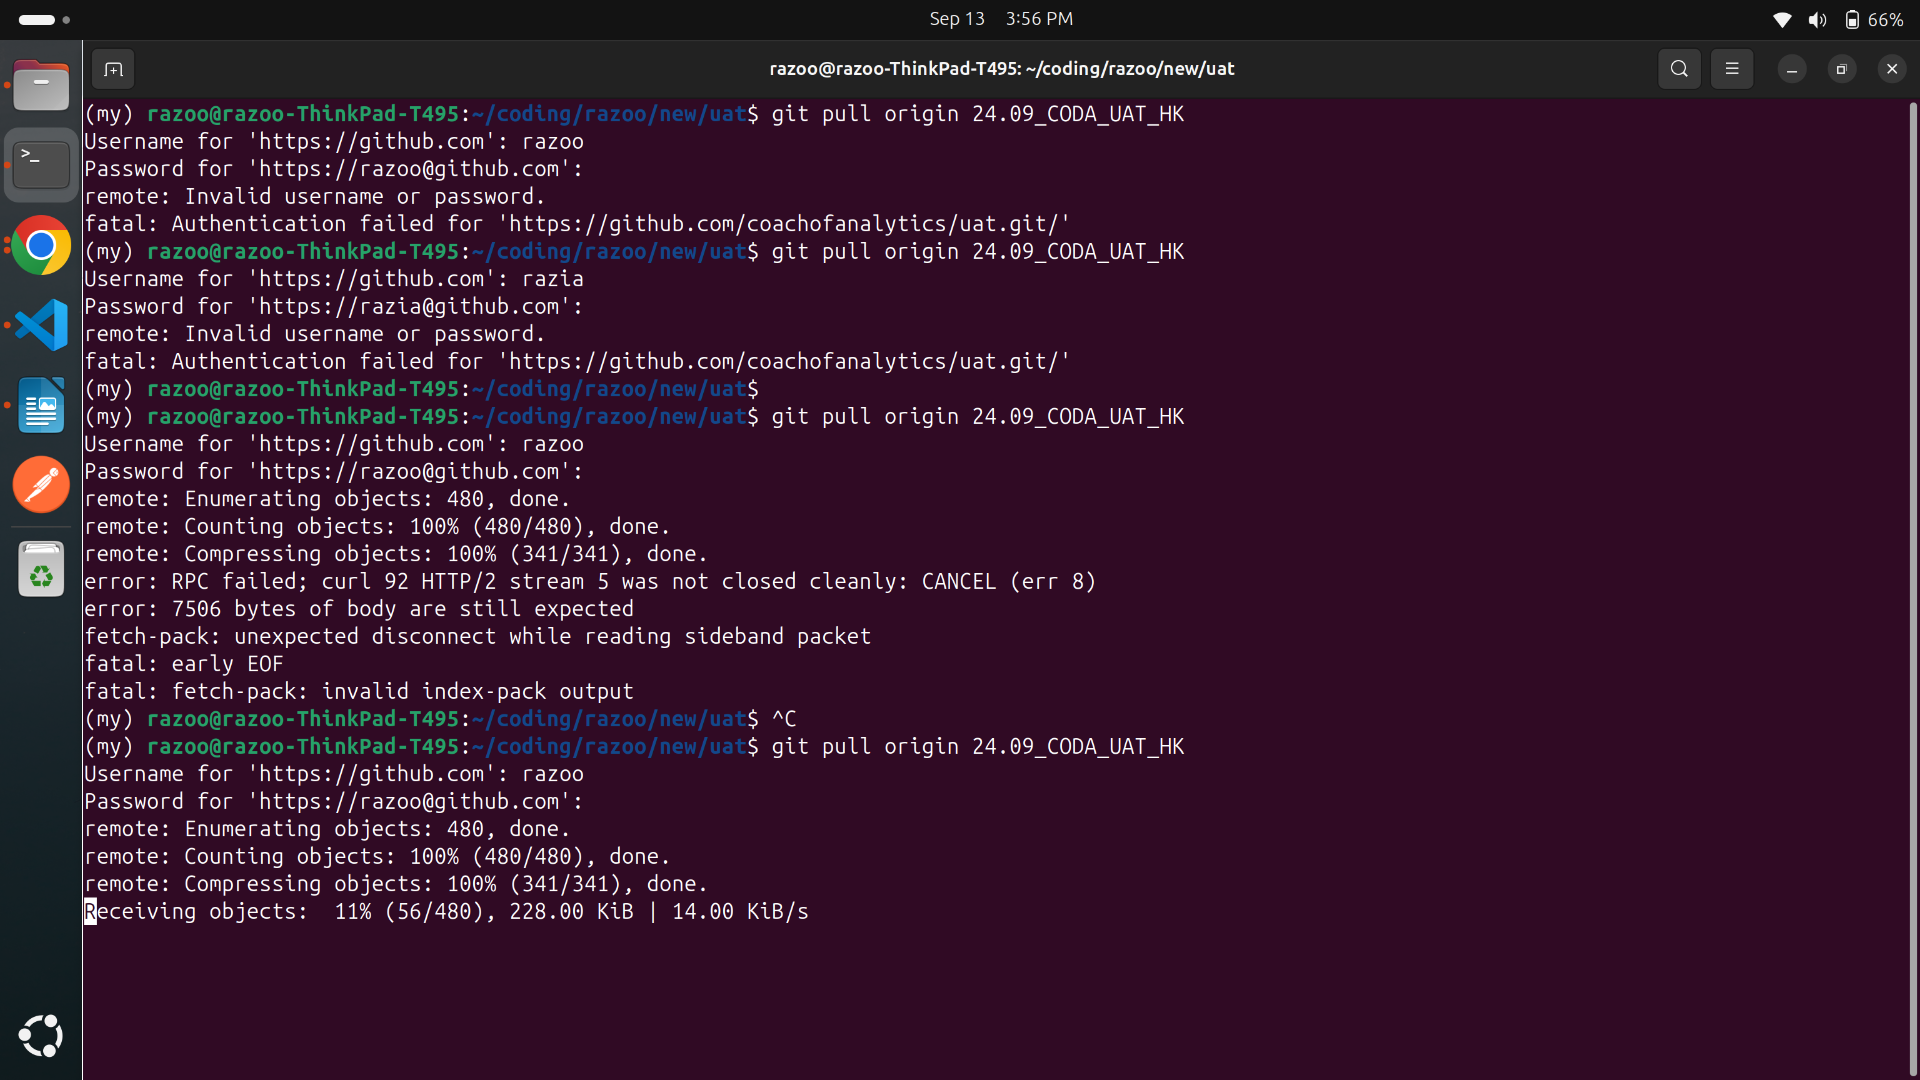 Sep 13 3:56 PM
66%
razoo@razoo-ThinkPad-T495: ~/coding/razoo/new/uat
(my) razoo@razoo-ThinkPad-T495:~/coding/razoo/new/uat$ git pull origin 24.09_CODA_UAT_HK
Username for 'https://github.com': razoo
Password for 'https://razoo@github.com':
remote: Invalid username or password.
fatal: Authentication failed for 'https://github.com/coachofanalytics/uat.git/'
(my) razoo@razoo-ThinkPad-T495:~/coding/razoo/new/uat$ git pull origin 24.09_CODA_UAT_HK
Username for 'https://github.com': razia
Password for 'https://razia@github.com':
remote: Invalid username or password.
fatal: Authentication failed for 'https://github.com/coachofanalytics/uat.git/'
(my) razoo@razoo-ThinkPad-T495:~/coding/razoo/new/uat$
(my) razoo@razoo-ThinkPad-T495:~/coding/razoo/new/uat$ git pull origin 24.09_CODA_UAT_HK
Username for 'https://github.com': razoo
Password for 'https://razoo@github.com':
remote: Enumerating objects: 480, done.
remote: Counting objects: 100% (480/480), done.
remote: Compressing objects: 100% (341/341), done.
error: RPC failed; curl 92 HTTP/2 stream 5 was not closed cleanly: CANCEL (err 8)
error: 7506 bytes of body are still expected
fetch-pack: unexpected disconnect while reading sideband packet
fatal: early EOF
fatal: fetch-pack: invalid index-pack output
(my) razoo@razoo-ThinkPad-T495:~/coding/razoo/new/uat$ ^C
(my) razoo@razoo-ThinkPad-T495:~/coding/razoo/new/uat$ git pull origin 24.09_CODA_UAT_HK
Username for 'https://github.com': razoo
Password for 'https://razoo@github.com':
remote: Enumerating objects: 480, done.
remote: Counting objects: 100% (480/480), done.
remote: Compressing objects: 100% (341/341), done.
Receiving objects:  11% (56/480), 228.00 KiB | 14.00 KiB/s